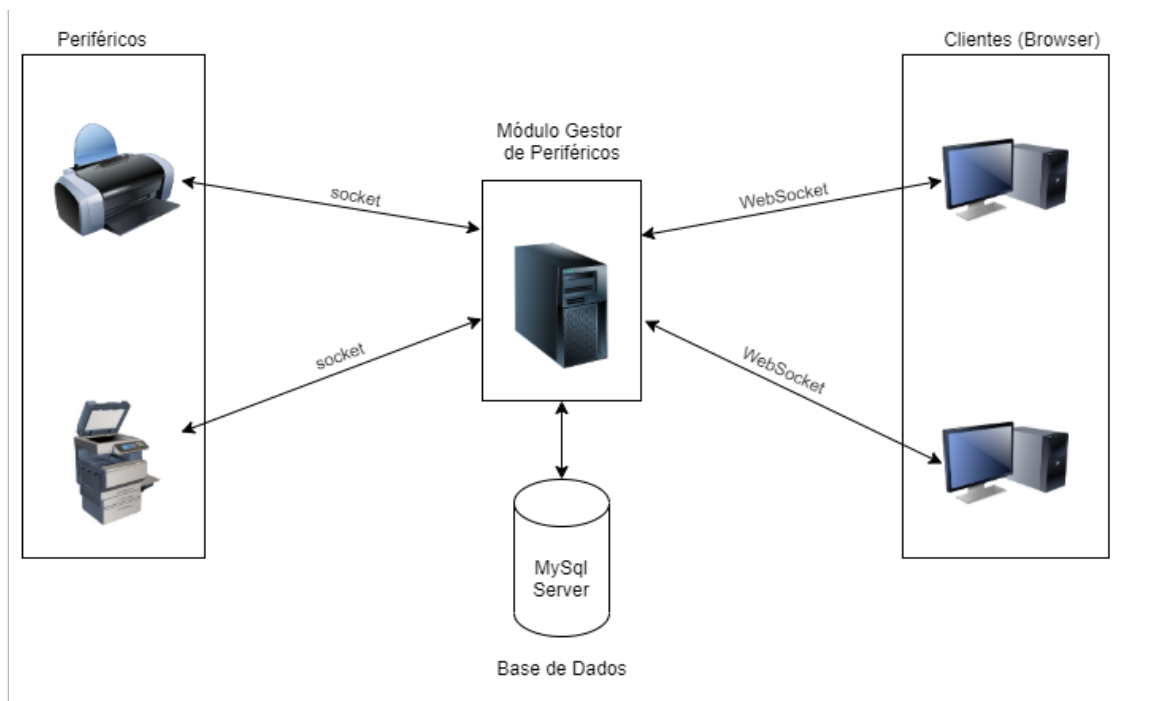 Periféricos
Clientes (Browser)
Módulo Gestor
de Periféricos
socket
WebSocket
socket
WebSocket
MySql
Server
Base de Dados